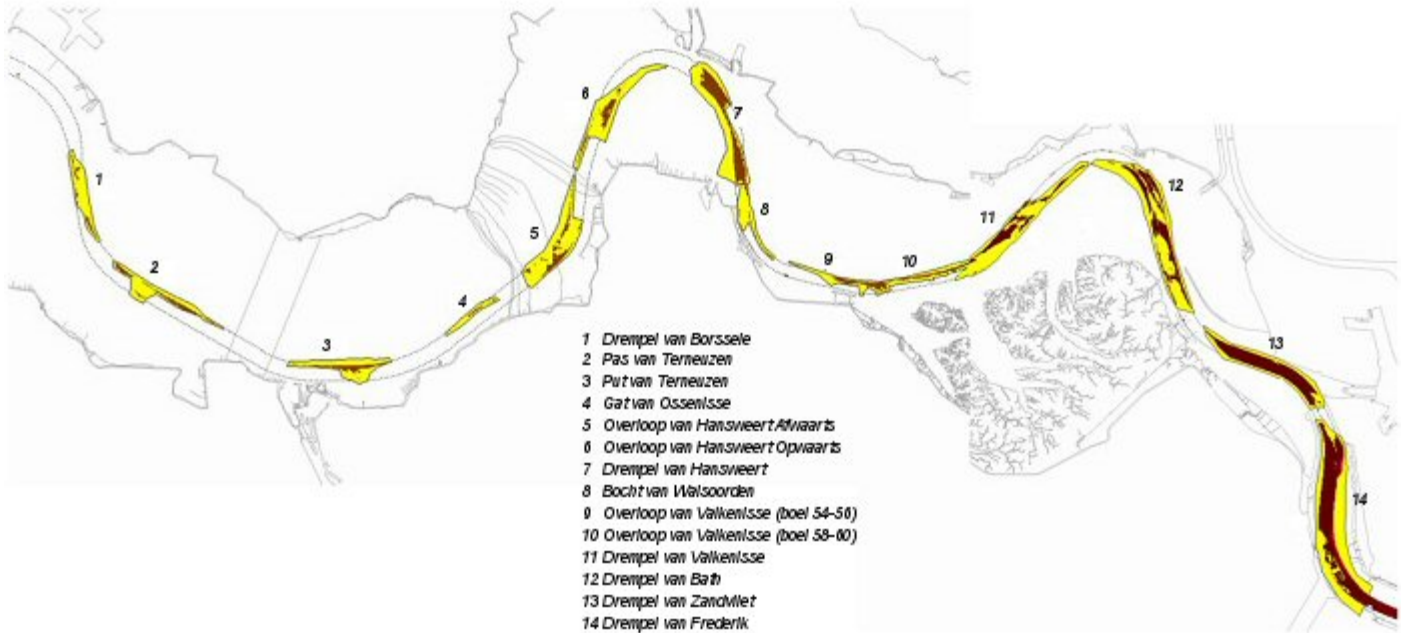 1
2
3
4
5
6
7
8
9
10
11
12
13
14
1 Drempel van Borssele
2 Pas van Terneuzen
3 Put van Terneuzen
4 Gat van Ossenisse
5 Overloop van Hansweert Afwaarts
6 Overloop van Hansweert Opwaarts
7 Drempel van Hansweert
8 Bocht van Walsoorden
9 Overloop van Valkenisse (boei 54-56)
10 Overloop van Valkenisse (boei 58-60)
11 Drempel van Valkenisse
12 Drempel van Bath
13 Drempel van Zandvliet
14 Drempel van Frederik